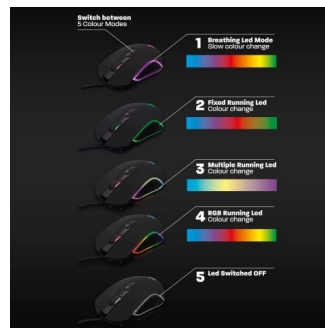 Switch between
5 Colour Modes
1 Breathing Led Mode
Slow colour change
2 Fixed Running Led
Colour change
3 Multiple Running Led
Colour change
4 RGB Running Led
Colour change
5 Led Switched OFF